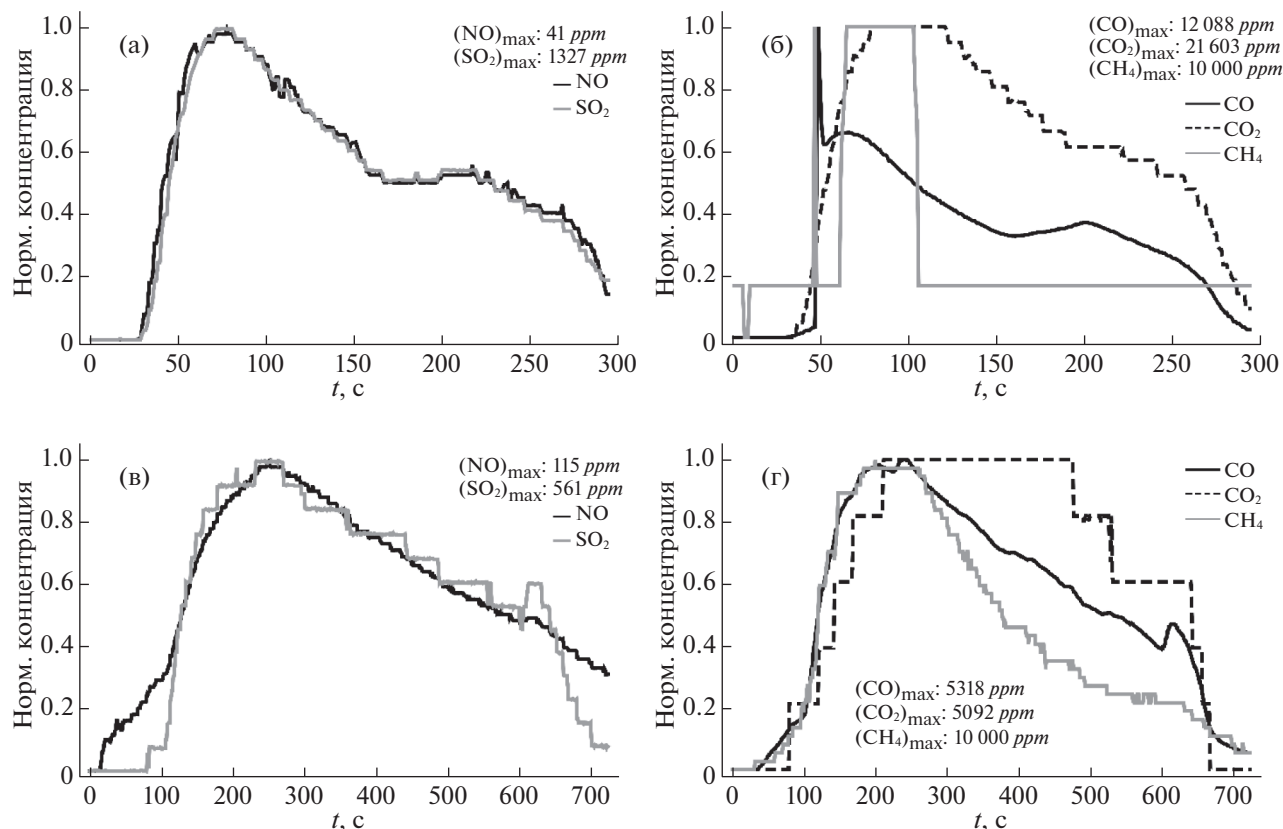 (а)
1.0
0.8
0.6
0.4
0.2
0
Норм. концентрация
(NO)max: 41 ppm
(SO₂)max: 1327 ppm
NO
SO₂
0 50 100 150 200 250 300
t, с
(б)
1.0
0.8
0.6
0.4
0.2
0
Норм. концентрация
(CO)max: 12 088 ppm
(CO₂)max: 21 603 ppm
(CH₄)max: 10 000 ppm
CO
CO₂
CH₄
0 50 100 150 200 250 300
t, с
(в)
1.0
0.8
0.6
0.4
0.2
0
Норм. концентрация
(NO)max: 115 ppm
(SO₂)max: 561 ppm
NO
SO₂
0 100 200 300 400 500 600 700
t, с
(г)
1.0
0.8
0.6
0.4
0.2
0
Норм. концентрация
CO
CO₂
CH₄
(CO)max: 5318 ppm
(CO₂)max: 5092 ppm
(CH₄)max: 10 000 ppm
0 100 200 300 400 500 600 700
t, с